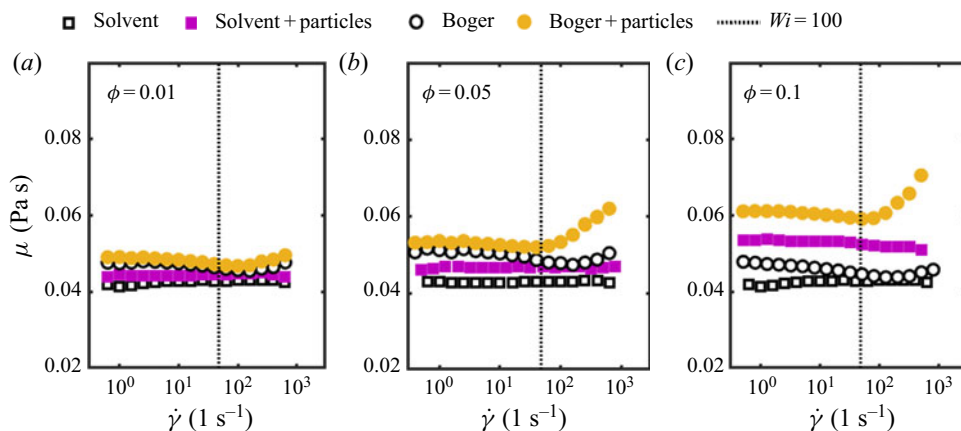 Solvent Solvent + particles Boger Boger + particles Wi = 100
(a) (b) (c)
ϕ = 0.01 ϕ = 0.05 ϕ = 0.1
0.08 0.08 0.08
0.06 0.06 0.06
μ (Pa s)
0.04 0.04 0.04
0.02 0.02 0.02
10⁰ 10¹ 10² 10³ 10⁰ 10¹ 10² 10³ 10⁰ 10¹ 10² 10³
γ̇ (1 s⁻¹) γ̇ (1 s⁻¹) γ̇ (1 s⁻¹)